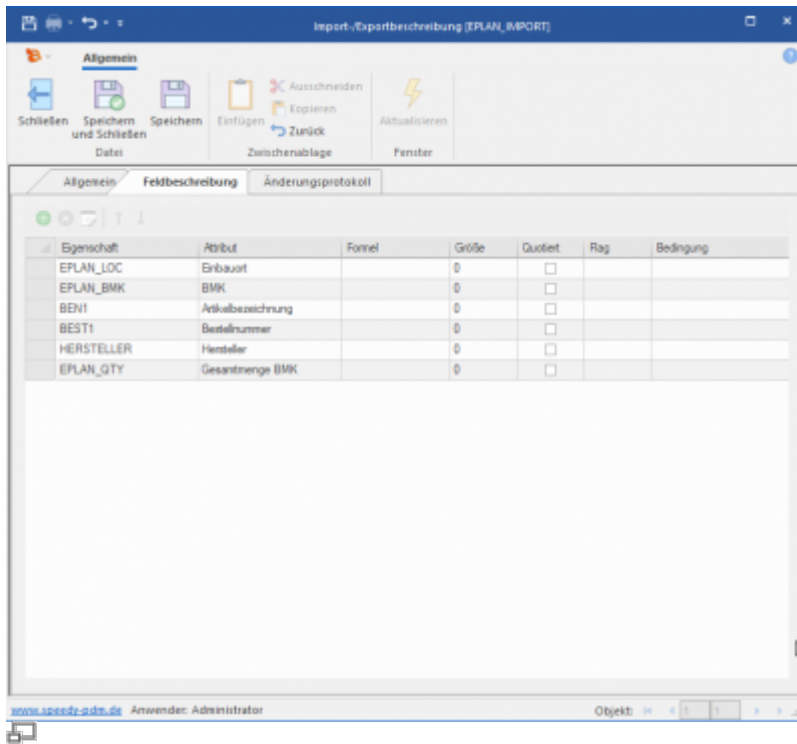 Import-/Exportbeschreibung [EPLAN_IMPORT]
Allgemein
Schließen
Speichern und Schließen
Speichern
Datei
Einfügen
Ausschneiden
Kopieren
Zurück
Zwischenablage
Aktualisieren
Fenster
Allgemein Feldbeschreibung Änderungsprotokoll
Eigenschaft Attribut Formel Größe Quotiert Flag Bedingung
EPLAN_LOC Einbauort 0
EPLAN_BMK BMK 0
BEN1 Artikelbezeichnung 0
BEST1 Bestellnummer 0
HERSTELLER Hersteller 0
EPLAN_QTY Gesamtmenge BMK 0
www.speedy-pdm.de Anwender: Administrator Objekt: 1 1